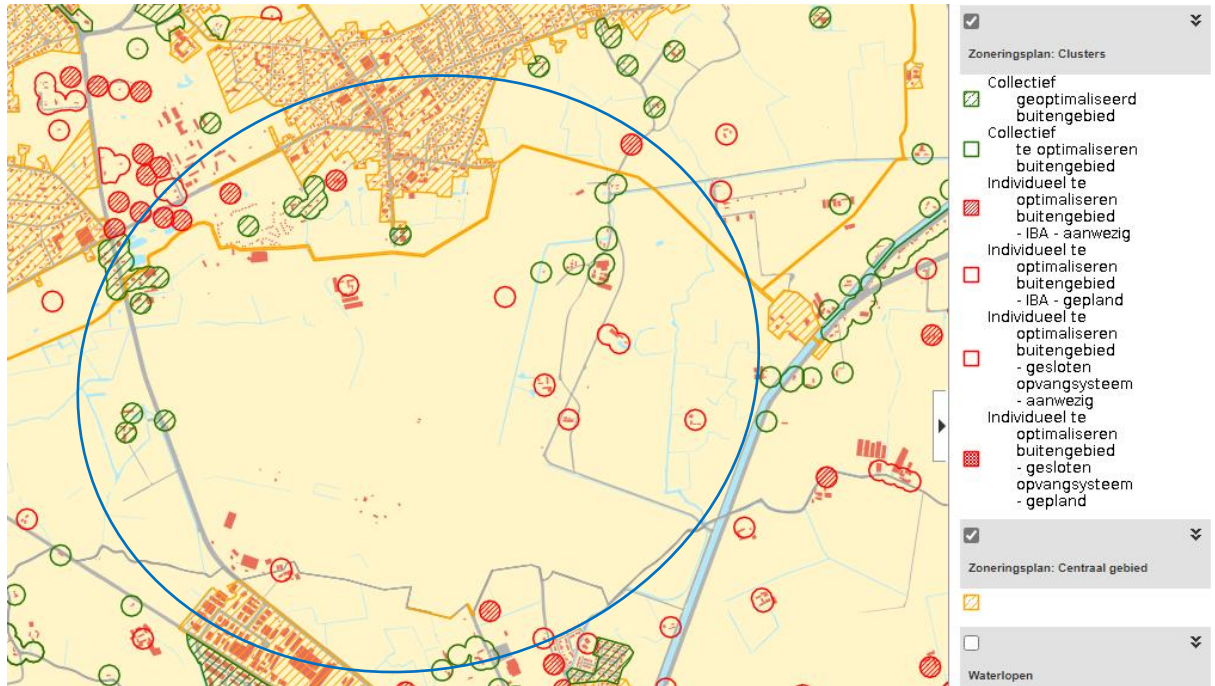 Zoneringsplan: Clusters
Collectief
geoptimaliseerd
buitengebied
Collectief
te optimaliseren
buitengebied
Individueel te
optimaliseren
buitengebied
- IBA - aanwezig
Individueel te
optimaliseren
buitengebied
- IBA - gepland
Individueel te
optimaliseren
buitengebied
- gesloten
opvangsysteem
- aanwezig
Individueel te
optimaliseren
buitengebied
- gesloten
opvangsysteem
- gepland
Zoneringsplan: Centraal gebied
Waterlopen